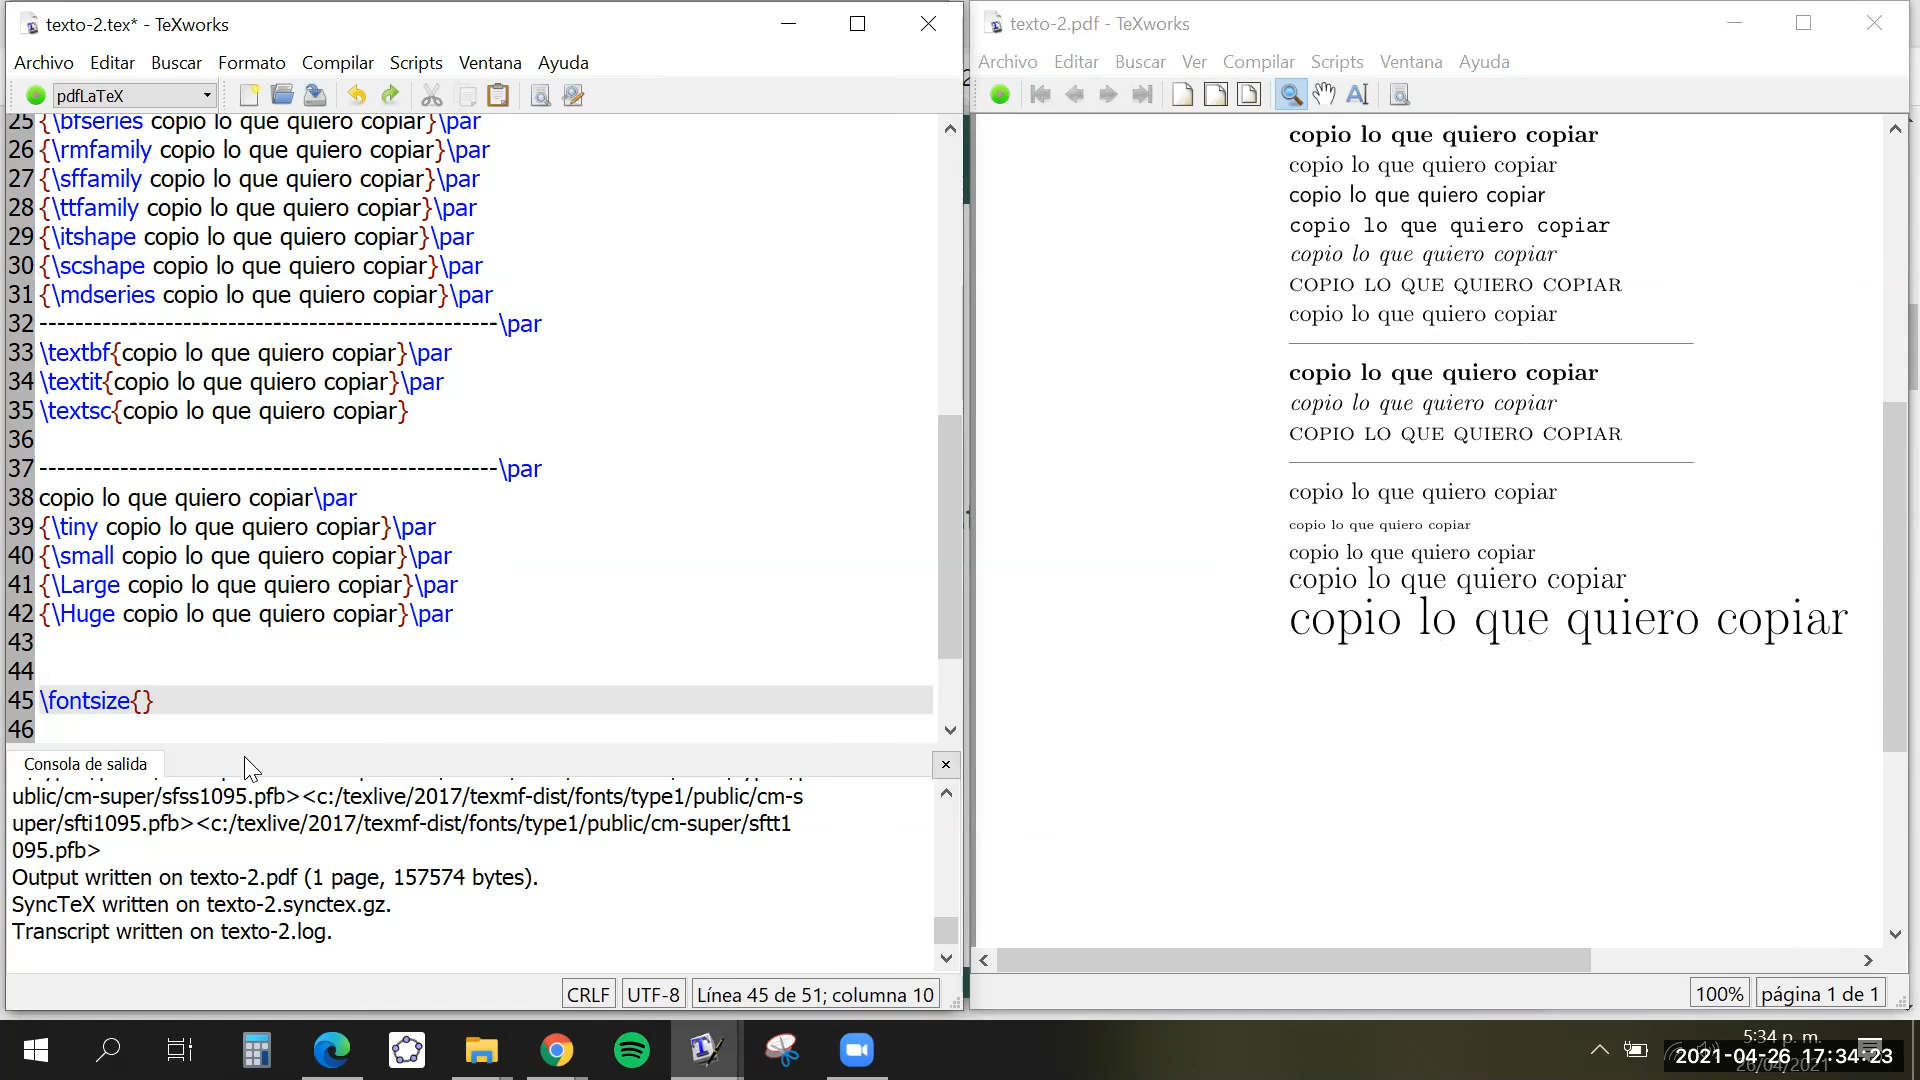 texto-2.tex* - TeXworks
Archivo Editar Buscar Formato Compilar Scripts Ventana Ayuda
pdfLaTeX
25 {\bfseries copio lo que quiero copiar}\par
26 {\rmfamily copio lo que quiero copiar}\par
27 {\sffamily copio lo que quiero copiar}\par
28 {\ttfamily copio lo que quiero copiar}\par
29 {\itshape copio lo que quiero copiar}\par
30 {\scshape copio lo que quiero copiar}\par
31 {\mdseries copio lo que quiero copiar}\par
32 ---------------------------------------------------\par
33 \textbf{copio lo que quiero copiar}\par
34 \textit{copio lo que quiero copiar}\par
35 \textsc{copio lo que quiero copiar}
36
37 ---------------------------------------------------\par
38 copio lo que quiero copiar\par
39 {\tiny copio lo que quiero copiar}\par
40 {\small copio lo que quiero copiar}\par
41 {\Large copio lo que quiero copiar}\par
42 {\Huge copio lo que quiero copiar}\par
43
44
45 \fontsize{}
46
Consola de salida
ublic/cm-super/sfss1095.pfb><c:/texlive/2017/texmf-dist/fonts/type1/public/cm-s
uper/sfti1095.pfb><c:/texlive/2017/texmf-dist/fonts/type1/public/cm-super/sftt1
095.pfb>
Output written on texto-2.pdf (1 page, 157574 bytes).
SyncTeX written on texto-2.synctex.gz.
Transcript written on texto-2.log.
CRLF UTF-8 Línea 45 de 51; columna 10
texto-2.pdf - TeXworks
Archivo Editar Buscar Ver Compilar Scripts Ventana Ayuda
copio lo que quiero copiar
copio lo que quiero copiar
copio lo que quiero copiar
copio lo que quiero copiar
copio lo que quiero copiar
COPIO LO QUE QUIERO COPIAR
copio lo que quiero copiar
copio lo que quiero copiar
copio lo que quiero copiar
COPIO LO QUE QUIERO COPIAR
copio lo que quiero copiar
copio lo que quiero copiar
copio lo que quiero copiar
copio lo que quiero copiar
copio lo que quiero copiar
100% página 1 de 1
5:34 p. m.
2021-04-26 17:34:23
26/04/2021